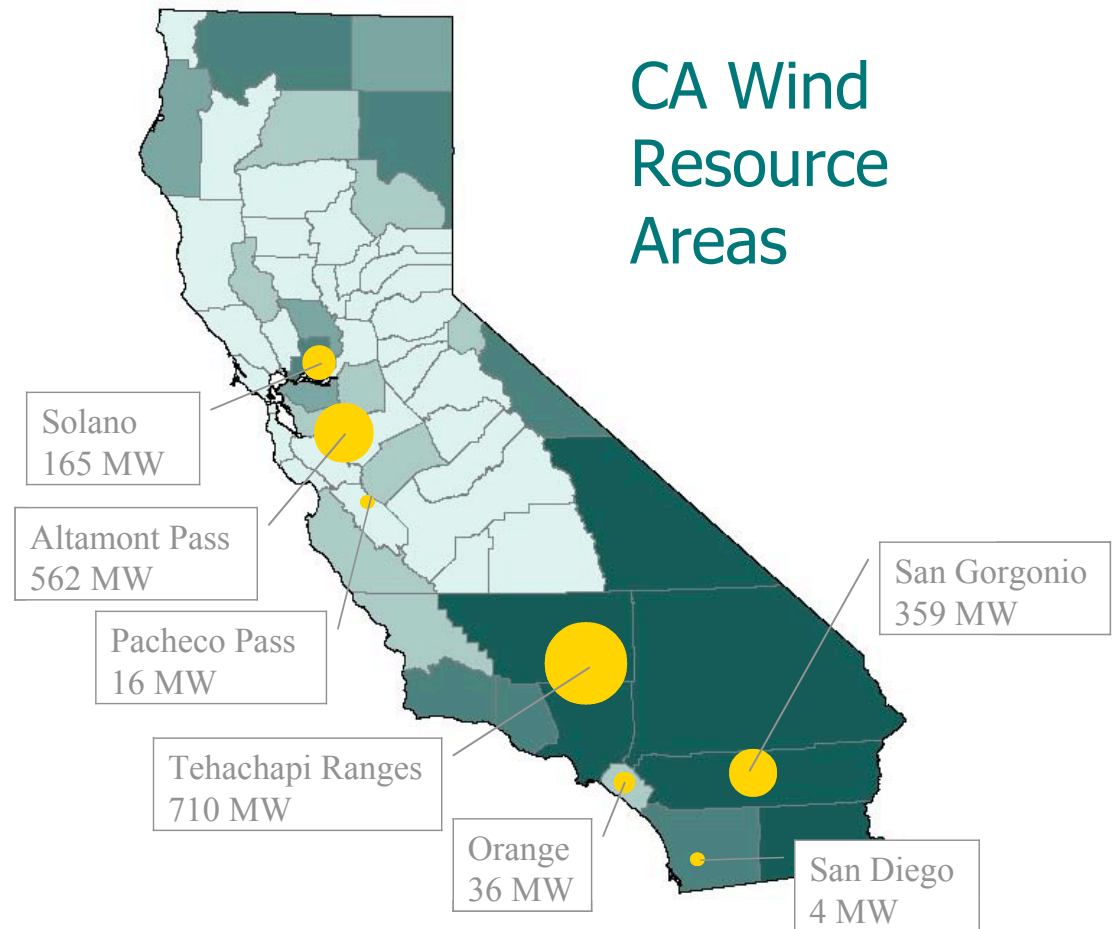 CA Wind
Resource
Areas
Solano
165 MW
Altamont Pass
562 MW
Pacheco Pass
16 MW
Tehachapi Ranges
710 MW
Orange
36 MW
San Gorgonio
359 MW
San Diego
4 MW